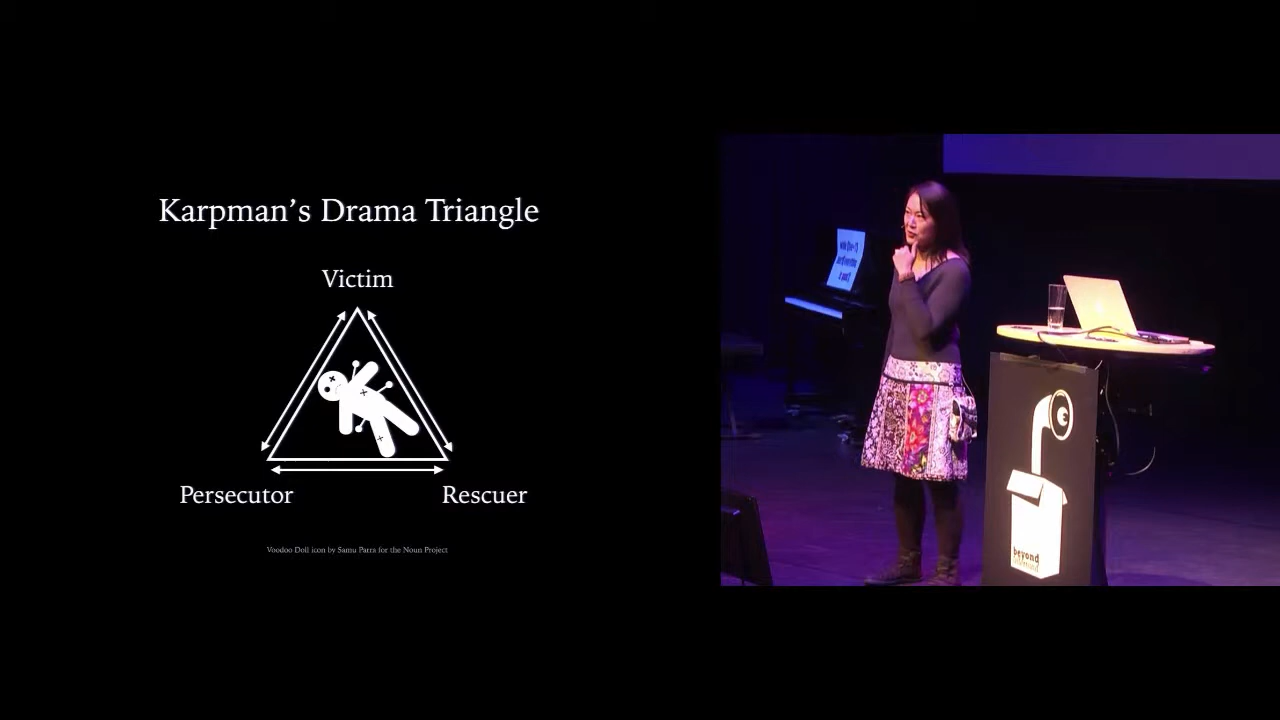 Karpman's Drama Triangle
Victim
Persecutor
Rescuer
Voodoo Doll icon by Samu Parra for the Noun Project
beyond